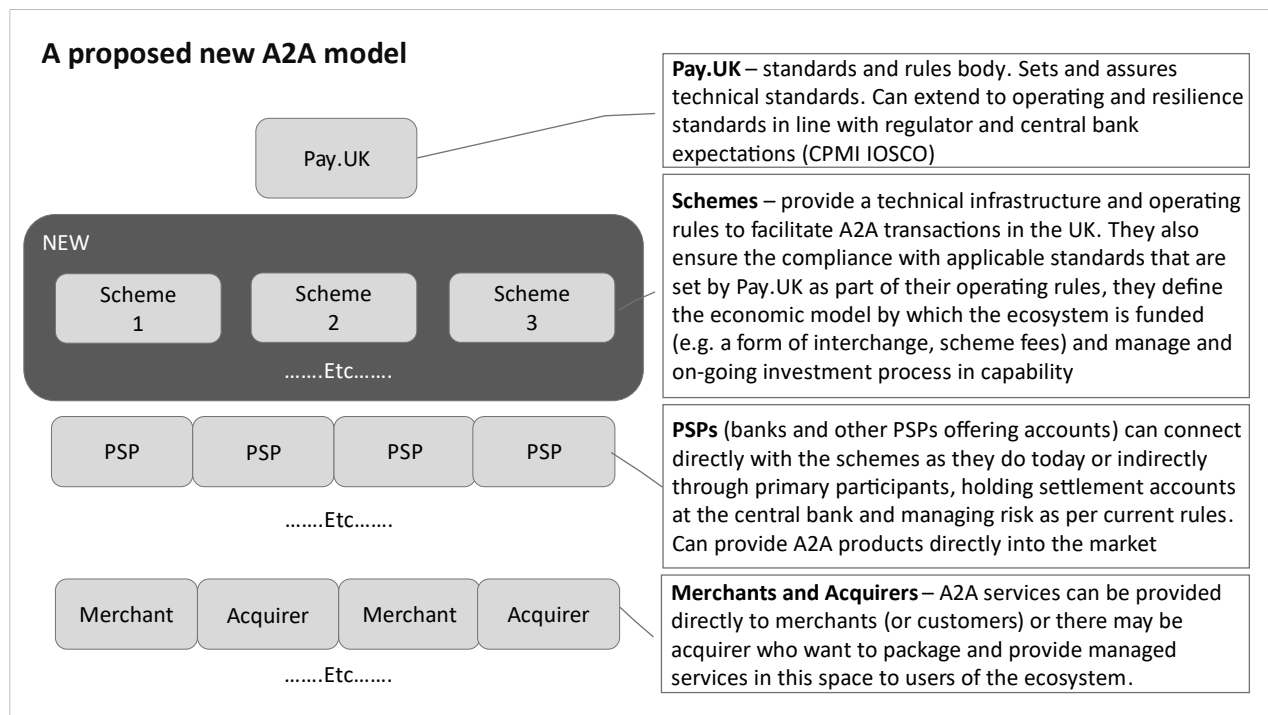 A proposed new A2A model
Pay.UK
NEW
Scheme
1
Scheme
2
Scheme
3
…….Etc…….
PSP
PSP
PSP
PSP
…….Etc…….
Merchant
Acquirer
Merchant
Acquirer
…….Etc…….
Pay.UK – standards and rules body. Sets and assures
technical standards. Can extend to operating and resilience
standards in line with regulator and central bank
expectations (CPMI IOSCO)
Schemes – provide a technical infrastructure and operating
rules to facilitate A2A transactions in the UK. They also
ensure the compliance with applicable standards that are
set by Pay.UK as part of their operating rules, they define
the economic model by which the ecosystem is funded
(e.g. a form of interchange, scheme fees) and manage and
on-going investment process in capability
PSPs (banks and other PSPs offering accounts) can connect
directly with the schemes as they do today or indirectly
through primary participants, holding settlement accounts
at the central bank and managing risk as per current rules.
Can provide A2A products directly into the market
Merchants and Acquirers – A2A services can be provided
directly to merchants (or customers) or there may be
acquirer who want to package and provide managed
services in this space to users of the ecosystem.